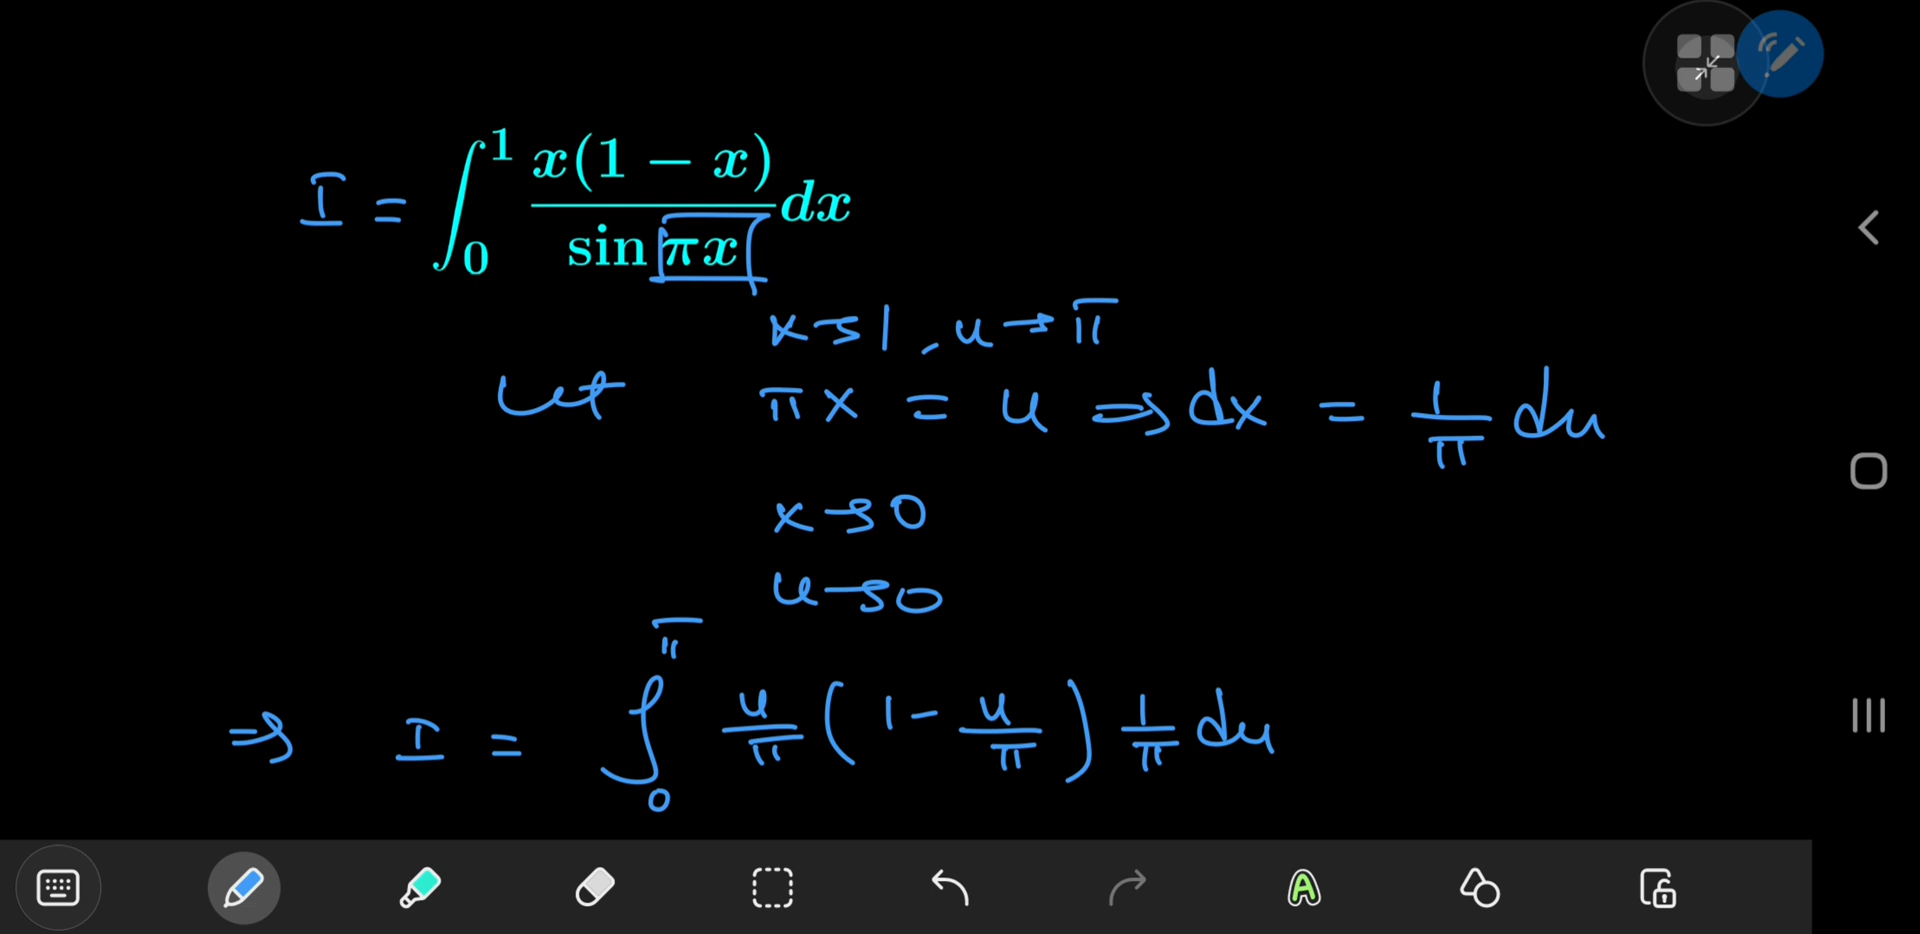 I = ∫₀¹ x(1 − x) / sin πx dx
x → 1, u → π
Let πx = u ⇒ dx = 1/π du
x → 0
u → 0
⇒ I = ∫₀^π u/π (1 − u/π) 1/π du
A